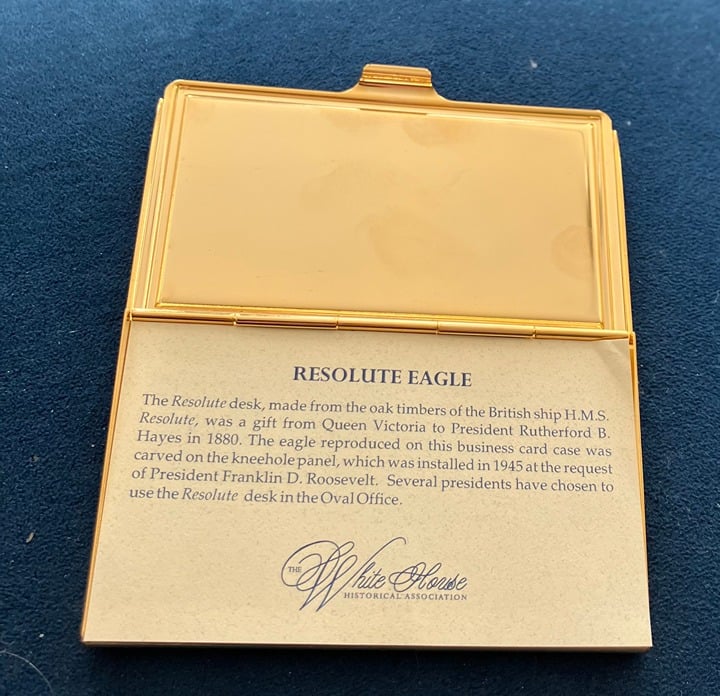 RESOLUTE EAGLE
The Resolute desk, made from the oak timbers of the British ship H.M.S.
Resolute, was a gift from Queen Victoria to President Rutherford B.
Hayes in 1880. The eagle reproduced on this business card case was
carved on the kneehole panel, which was installed in 1945 at the request
of President Franklin D. Roosevelt. Several presidents have chosen to
use the Resolute desk in the Oval Office.
THE White House
HISTORICAL ASSOCIATION